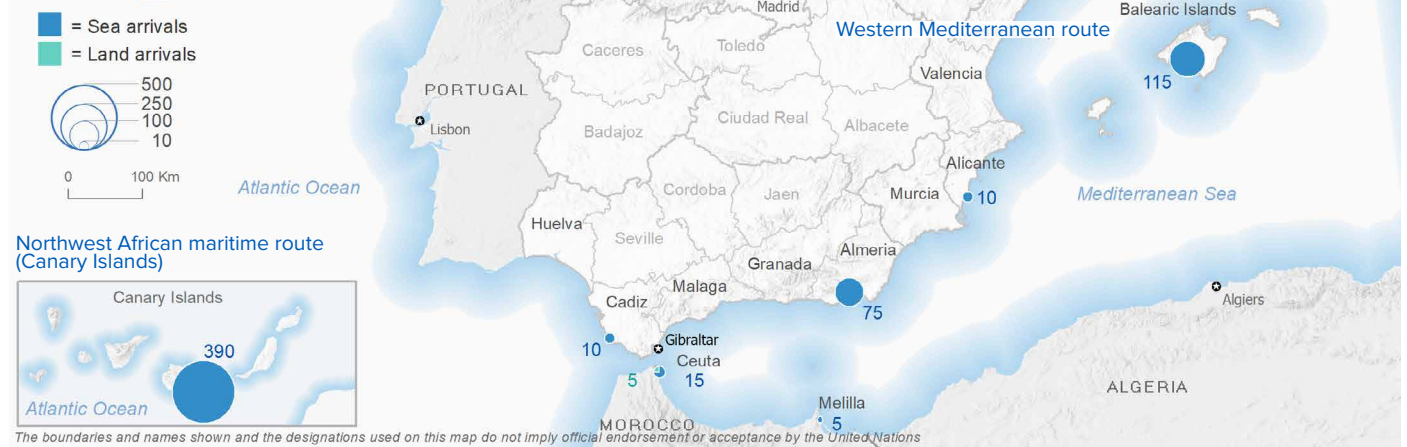 = Sea arrivals
= Land arrivals
500
250
100
10
0 100 Km
Atlantic Ocean
Northwest African maritime route
(Canary Islands)
Canary Islands
390
Atlantic Ocean
PORTUGAL
Lisbon
Madrid
Caceres
Toledo
Western Mediterranean route
Balearic Islands
115
Valencia
Badajoz
Ciudad Real
Albacete
Alicante
10
Mediterranean Sea
Cordoba
Jaen
Murcia
Huelva
Seville
Almeria
Granada
Malaga
Cadiz
75
Algiers
10
Gibraltar
Ceuta
5 15
Melilla
5
ALGERIA
MOROCCO
The boundaries and names shown and the designations used on this map do not imply official endorsement or acceptance by the United Nations